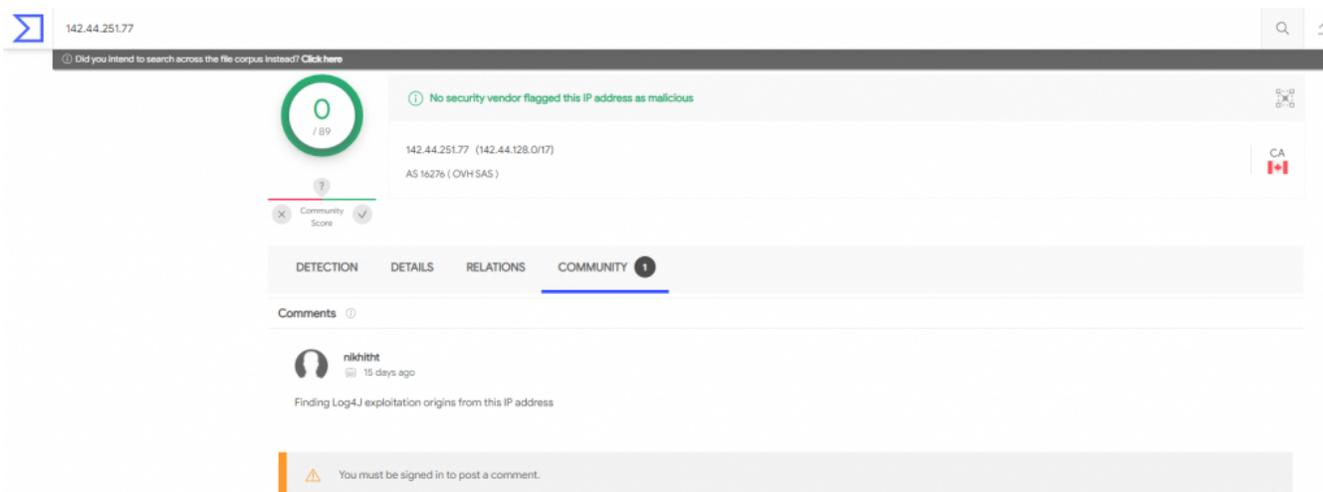 142.44.251.77
Did you intend to search across the file corpus instead? Click here
0
/ 89
No security vendor flagged this IP address as malicious
142.44.251.77 (142.44.128.0/17)
AS 16276 ( OVH SAS )
CA
?
Community
Score
DETECTION DETAILS RELATIONS COMMUNITY 1
Comments
nikhitht
15 days ago
Finding Log4J exploitation origins from this IP address
You must be signed in to post a comment.